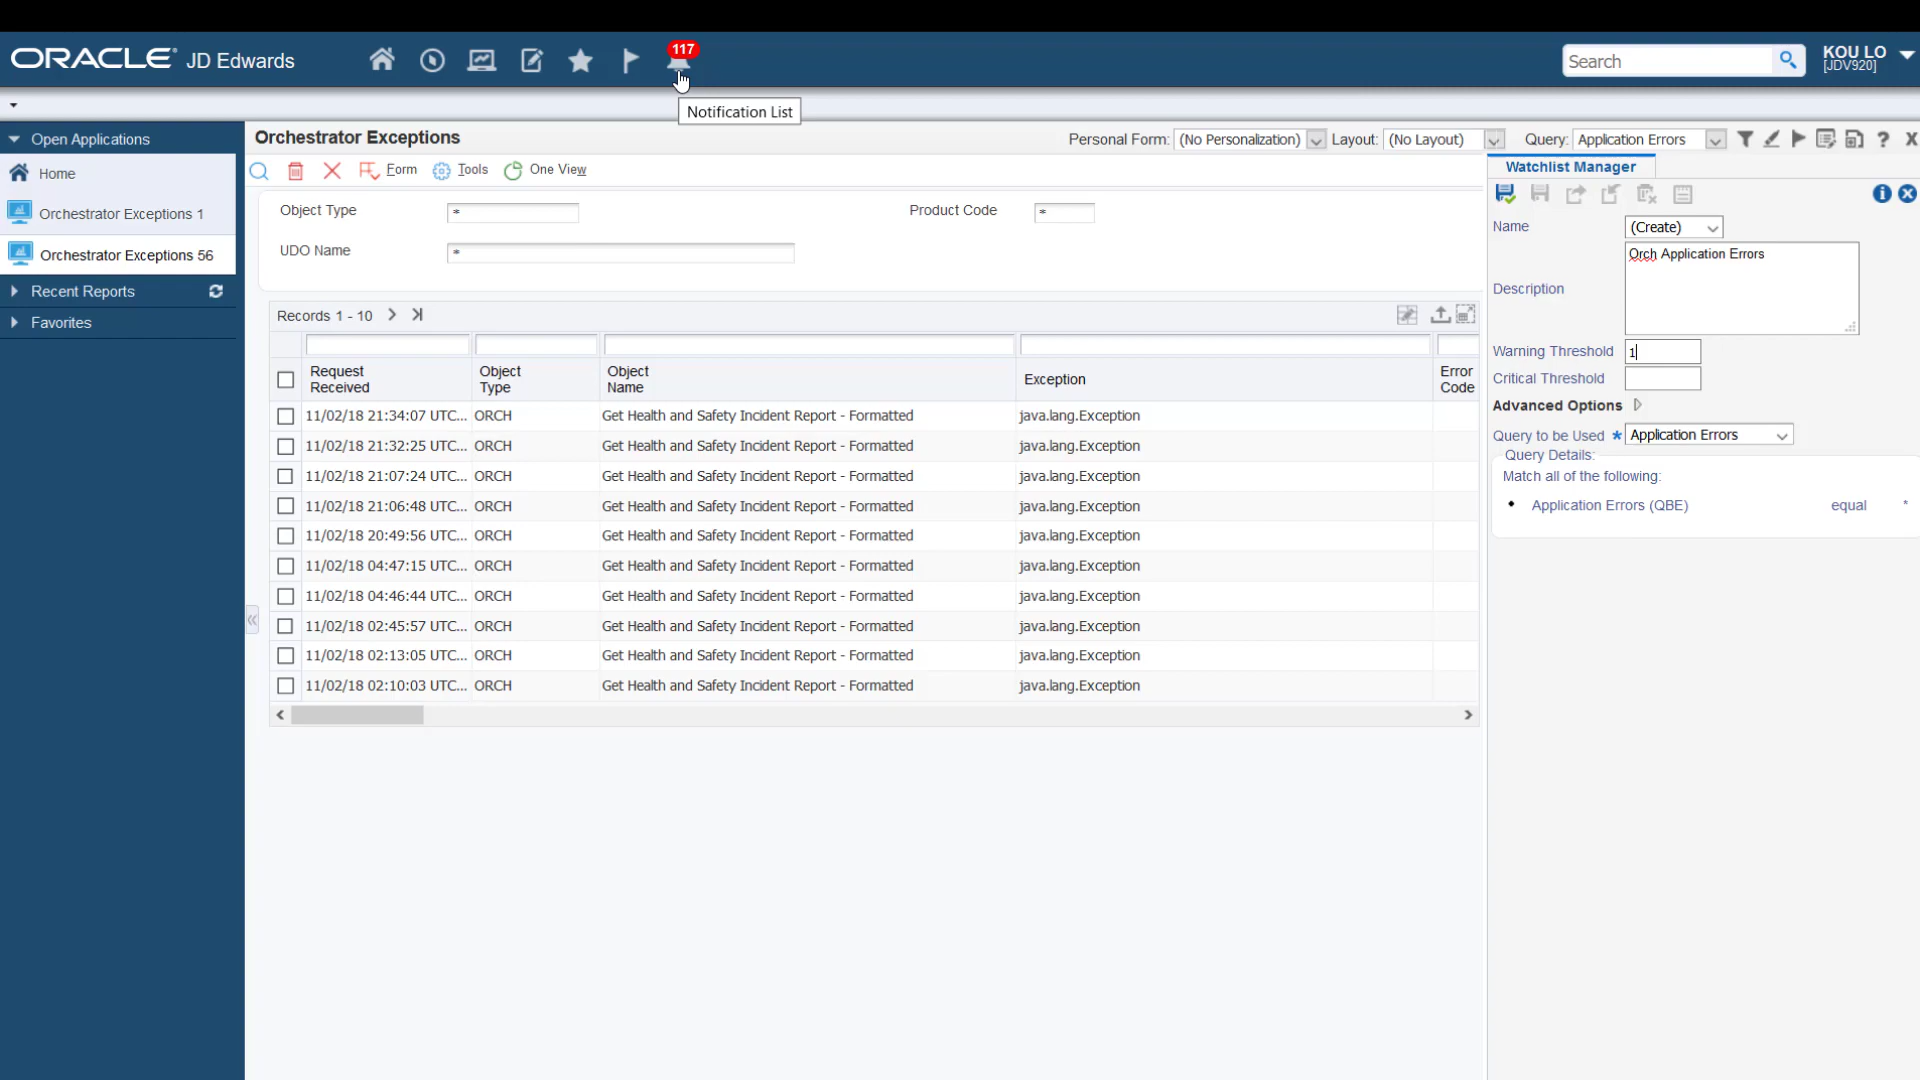 117
ORACLE JD Edwards
Search
KOU LO
[JDV920]
Notification List
Open Applications
Home
Orchestrator Exceptions 1
Orchestrator Exceptions 56
Recent Reports
Favorites
Orchestrator Exceptions
Personal Form: (No Personalization) Layout: (No Layout) Query: Application Errors
Form Tools One View
Object Type * Product Code *
UDO Name *
Records 1 - 10
Request Received Object Type Object Name Exception Error Code
11/02/18 21:34:07 UTC... ORCH Get Health and Safety Incident Report - Formatted java.lang.Exception
11/02/18 21:32:25 UTC... ORCH Get Health and Safety Incident Report - Formatted java.lang.Exception
11/02/18 21:07:24 UTC... ORCH Get Health and Safety Incident Report - Formatted java.lang.Exception
11/02/18 21:06:48 UTC... ORCH Get Health and Safety Incident Report - Formatted java.lang.Exception
11/02/18 20:49:56 UTC... ORCH Get Health and Safety Incident Report - Formatted java.lang.Exception
11/02/18 04:47:15 UTC... ORCH Get Health and Safety Incident Report - Formatted java.lang.Exception
11/02/18 04:46:44 UTC... ORCH Get Health and Safety Incident Report - Formatted java.lang.Exception
11/02/18 02:45:57 UTC... ORCH Get Health and Safety Incident Report - Formatted java.lang.Exception
11/02/18 02:13:05 UTC... ORCH Get Health and Safety Incident Report - Formatted java.lang.Exception
11/02/18 02:10:03 UTC... ORCH Get Health and Safety Incident Report - Formatted java.lang.Exception
Watchlist Manager
Name (Create)
Description Orch Application Errors
Warning Threshold 1
Critical Threshold
Advanced Options
Query to be Used * Application Errors
Query Details:
Match all of the following:
• Application Errors (QBE) equal *